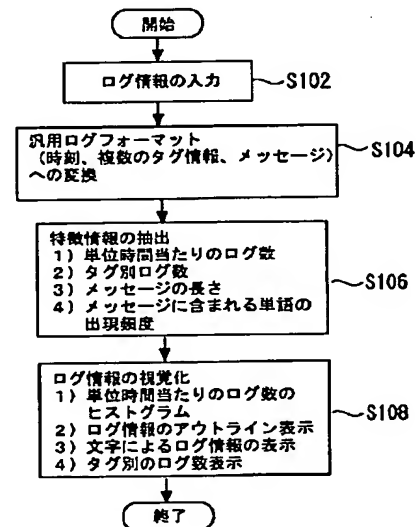 開始
ログ情報の入力
S102
汎用ログフォーマット
(時刻、複数のタグ情報、メッセージ)
への変換
S104
特徴情報の抽出
1)単位時間当たりのログ数
2)タグ別ログ数
3)メッセージの長さ
4)メッセージに含まれる単語の
出現頻度
S106
ログ情報の視覚化
1)単位時間当たりのログ数の
ヒストグラム
2)ログ情報のアウトライン表示
3)文字によるログ情報の表示
4)タグ別のログ数表示
S108
終了